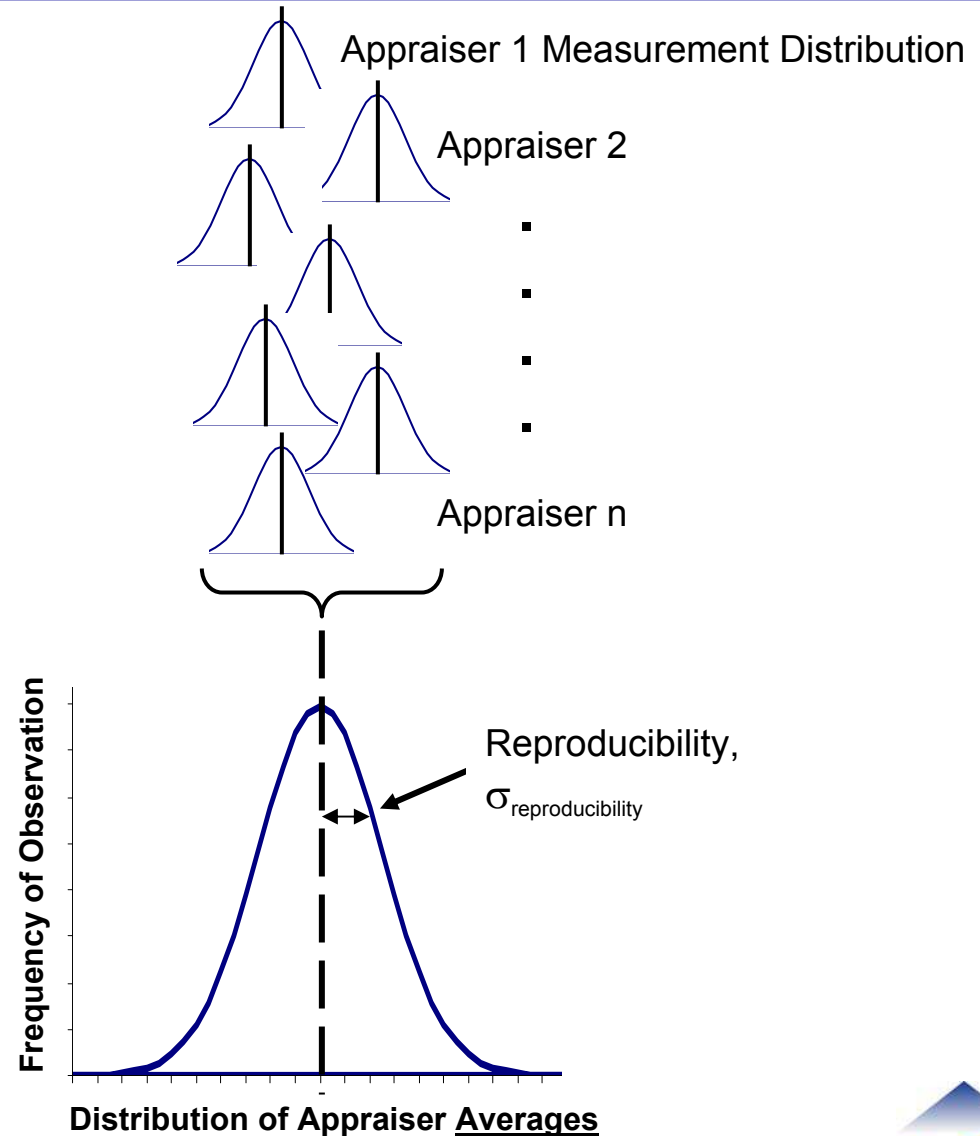 Appraiser 1 Measurement Distribution
Appraiser 2
Appraiser n
Reproducibility,
σreproducibility
Frequency of Observation
Distribution of Appraiser Averages